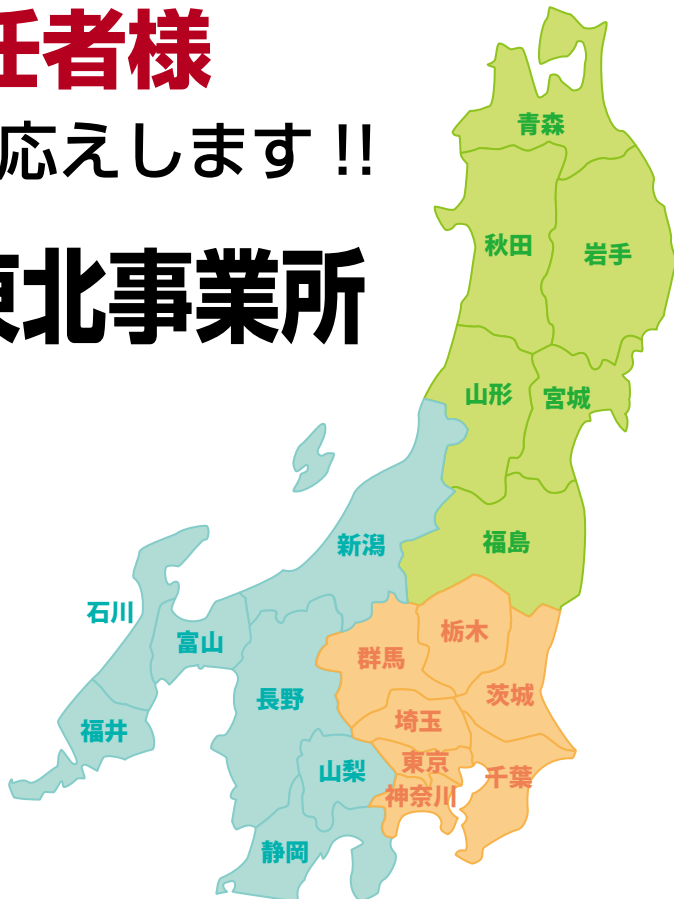 任者様
応えします!!
東北事業所
青森
秋田
岩手
山形
宮城
新潟
福島
石川
富山
栃木
群馬
長野
茨城
福井
埼玉
東京
山梨
千葉
神奈川
静岡